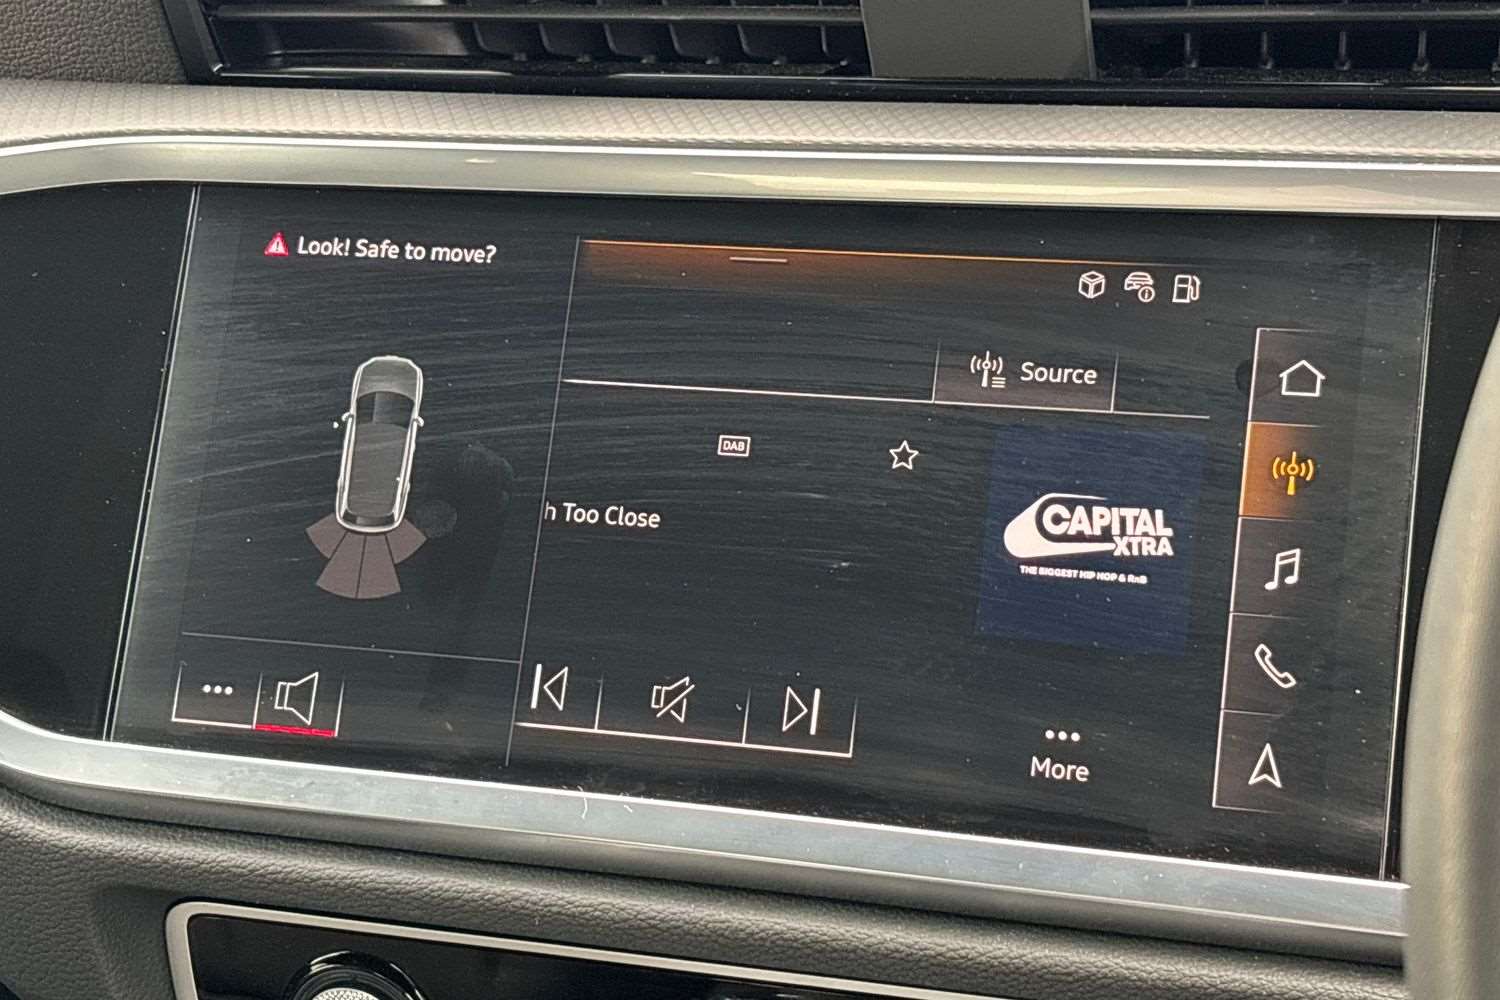 Look! Safe to move?
Source
DAB
h Too Close
CAPITAL
XTRA
THE BIGGEST HIP HOP & RnB
More